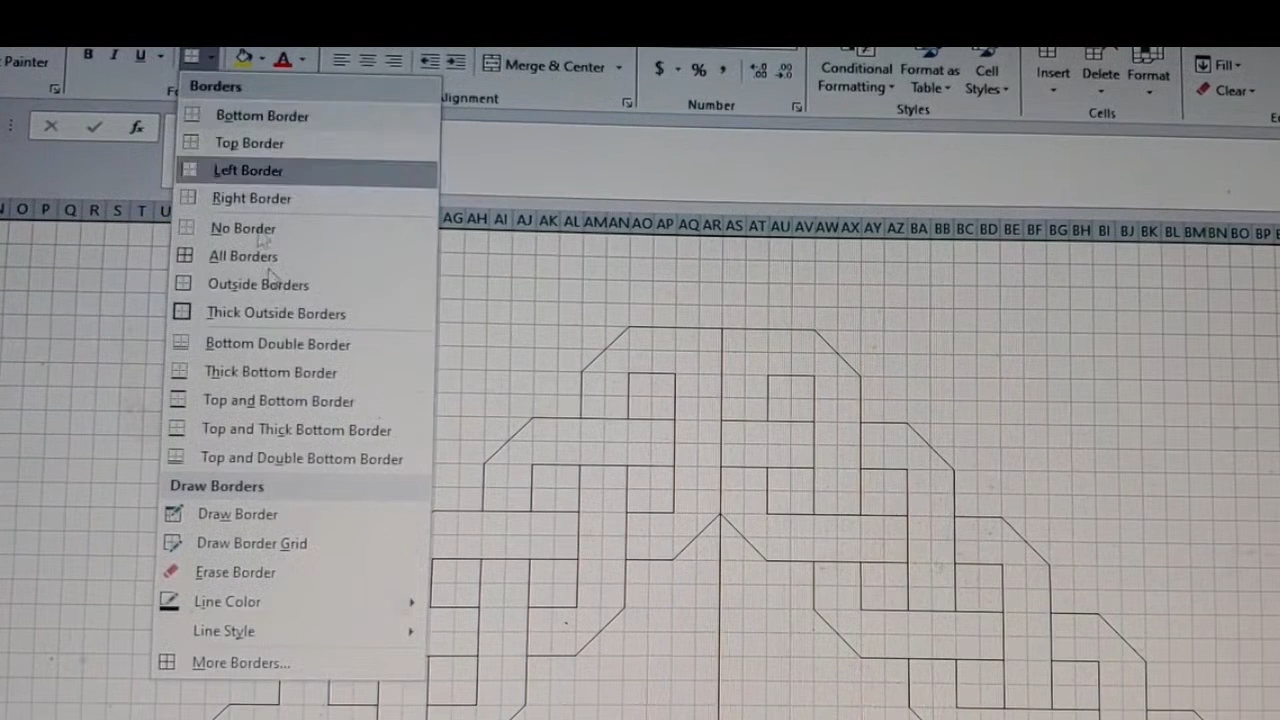 Painter
B I U
A
Merge & Center
$ % ,
Conditional Formatting
Format as Table
Cell Styles
Insert
Delete
Format
Fill
Clear
Number
Styles
Cells
fx
Borders
Bottom Border
Top Border
Left Border
Right Border
No Border
All Borders
Outside Borders
Thick Outside Borders
Bottom Double Border
Thick Bottom Border
Top and Bottom Border
Top and Thick Bottom Border
Top and Double Bottom Border
Draw Borders
Draw Border
Draw Border Grid
Erase Border
Line Color
Line Style
More Borders...
O P Q R S T U
AG AH AI AJ AK AL AM AN AO AP AQ AR AS AT AU AV AW AX AY AZ BA BB BC BD BE BF BG BH BI BJ BK BL BM BN BO BP